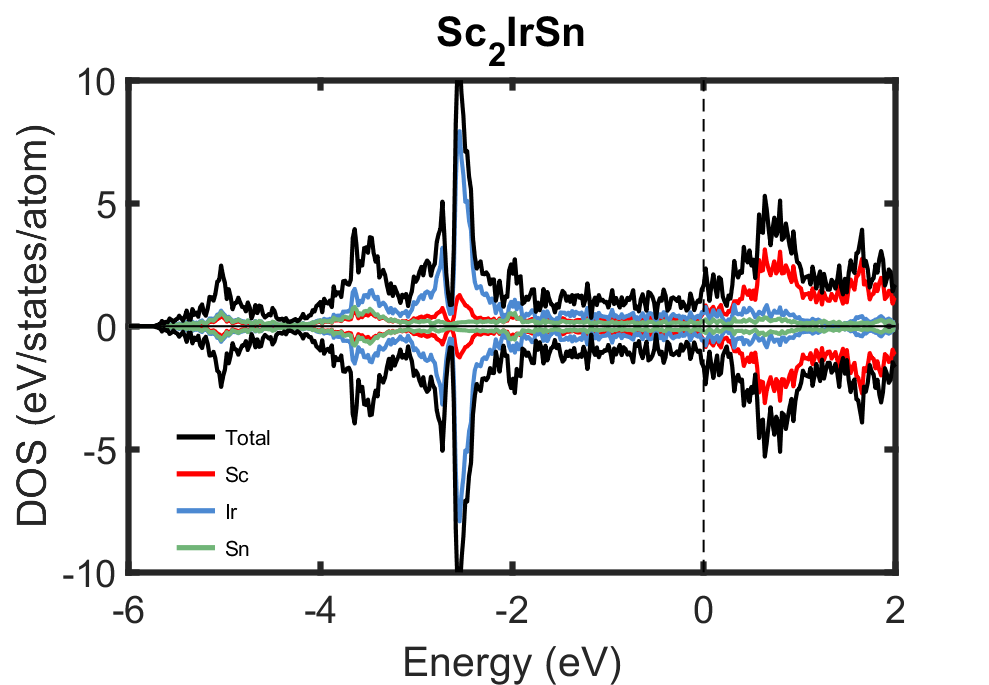 Sc2IrSn
DOS (eV/states/atom)
10
5
0
-5
-10
Total
Sc
Ir
Sn
-6 -4 -2 0 2
Energy (eV)